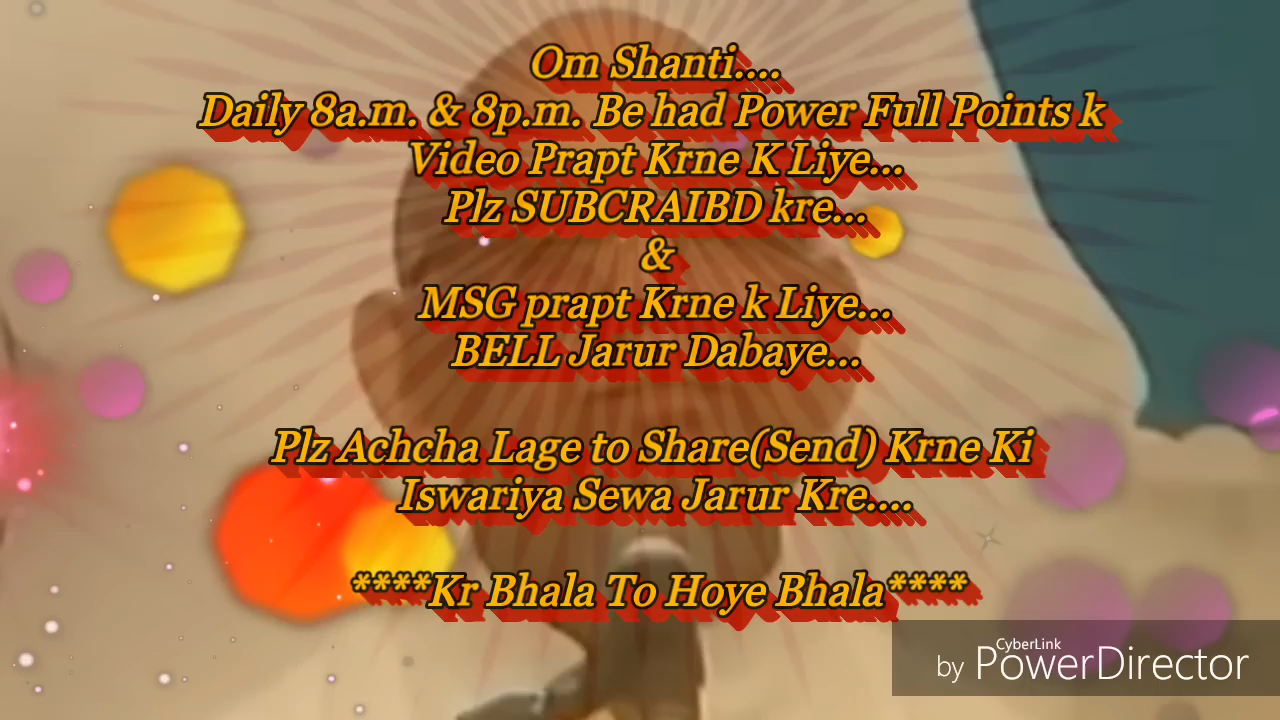 Om Shanti....
Daily 8a.m. & 8p.m. Be had Power Full Points k
Video Prapt Krne K Liye...
Plz SUBCRAIBD kre...
&
MSG prapt Krne k Liye...
BELL Jarur Dabaye...
Plz Achcha Lage to Share(Send) Krne Ki
Iswariya Sewa Jarur Kre....
****Kr Bhala To Hoye Bhala****
CyberLink
by PowerDirector